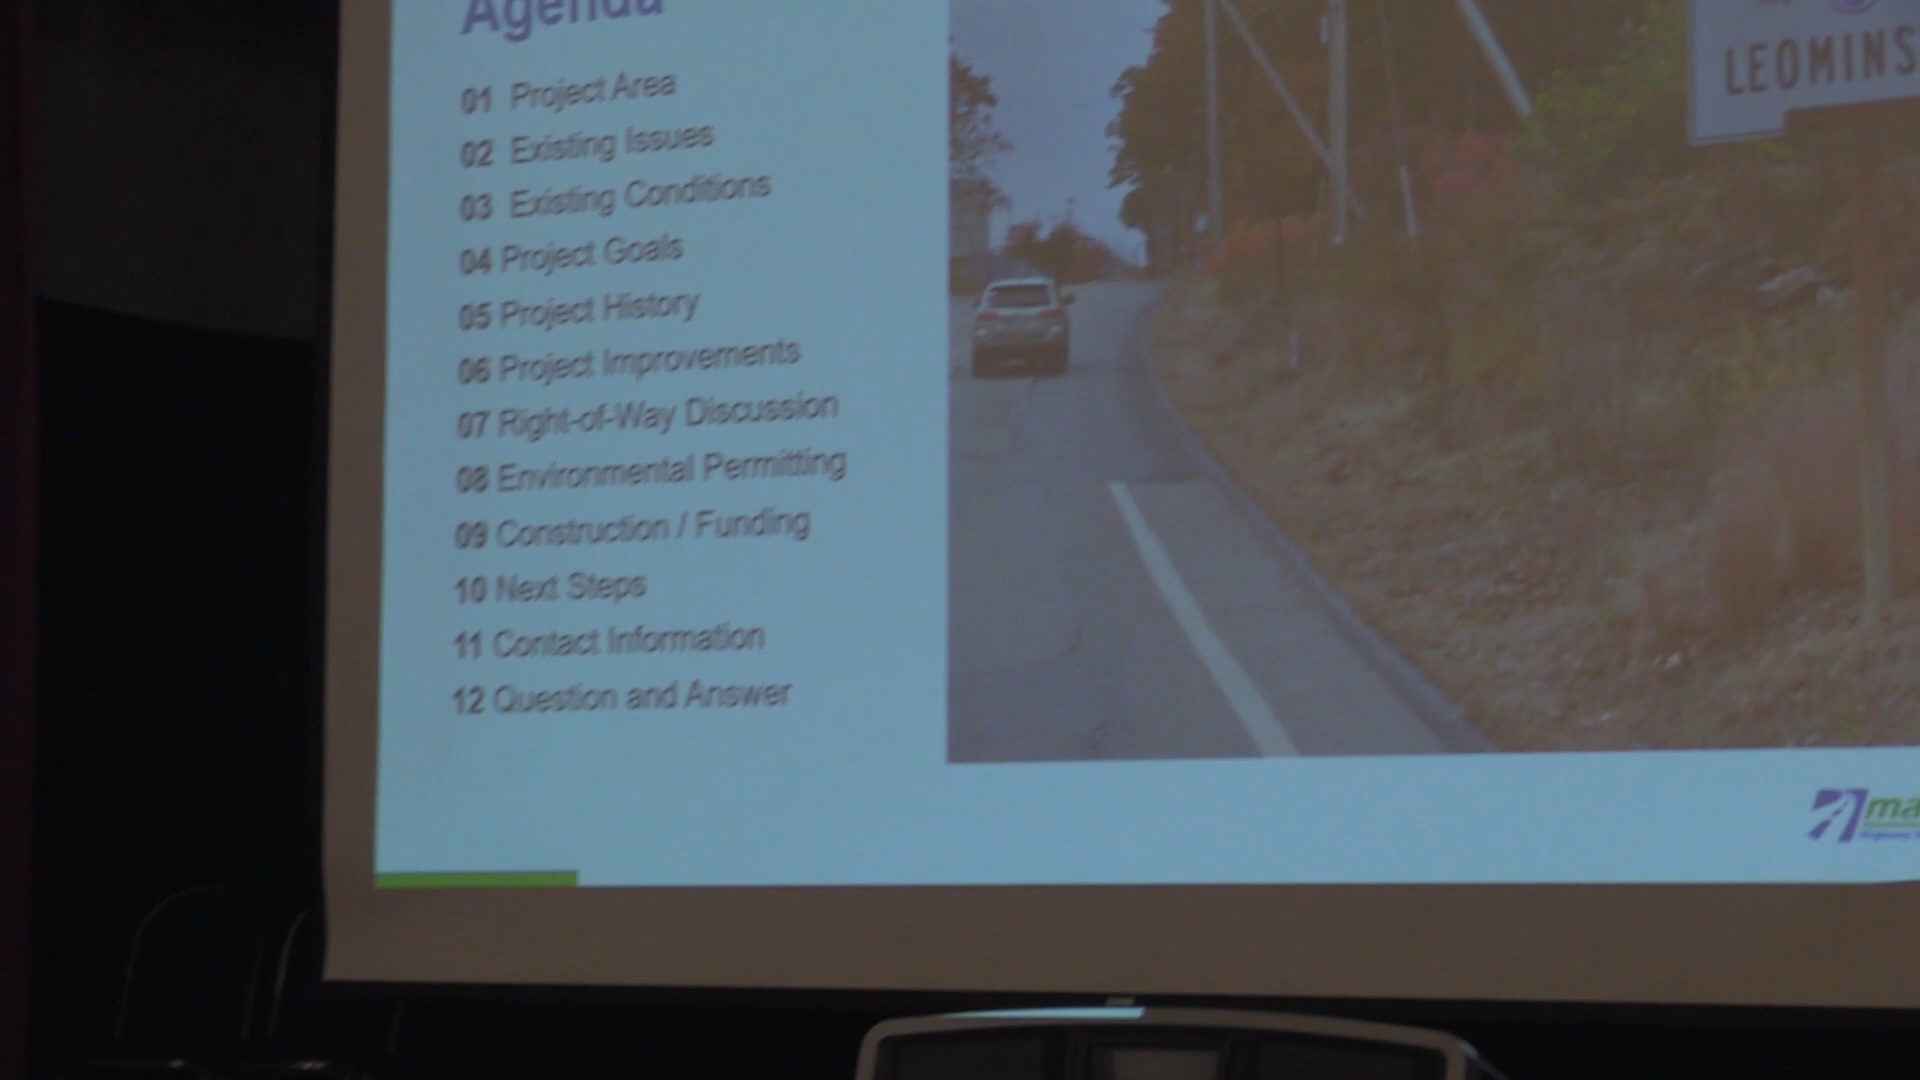 Agenda
01 Project Area
02 Existing Issues
03 Existing Conditions
04 Project Goals
05 Project History
06 Project Improvements
07 Right-of-Way Discussion
08 Environmental Permitting
09 Construction / Funding
10 Next Steps
11 Contact Information
12 Question and Answer
LEOMINS
ma